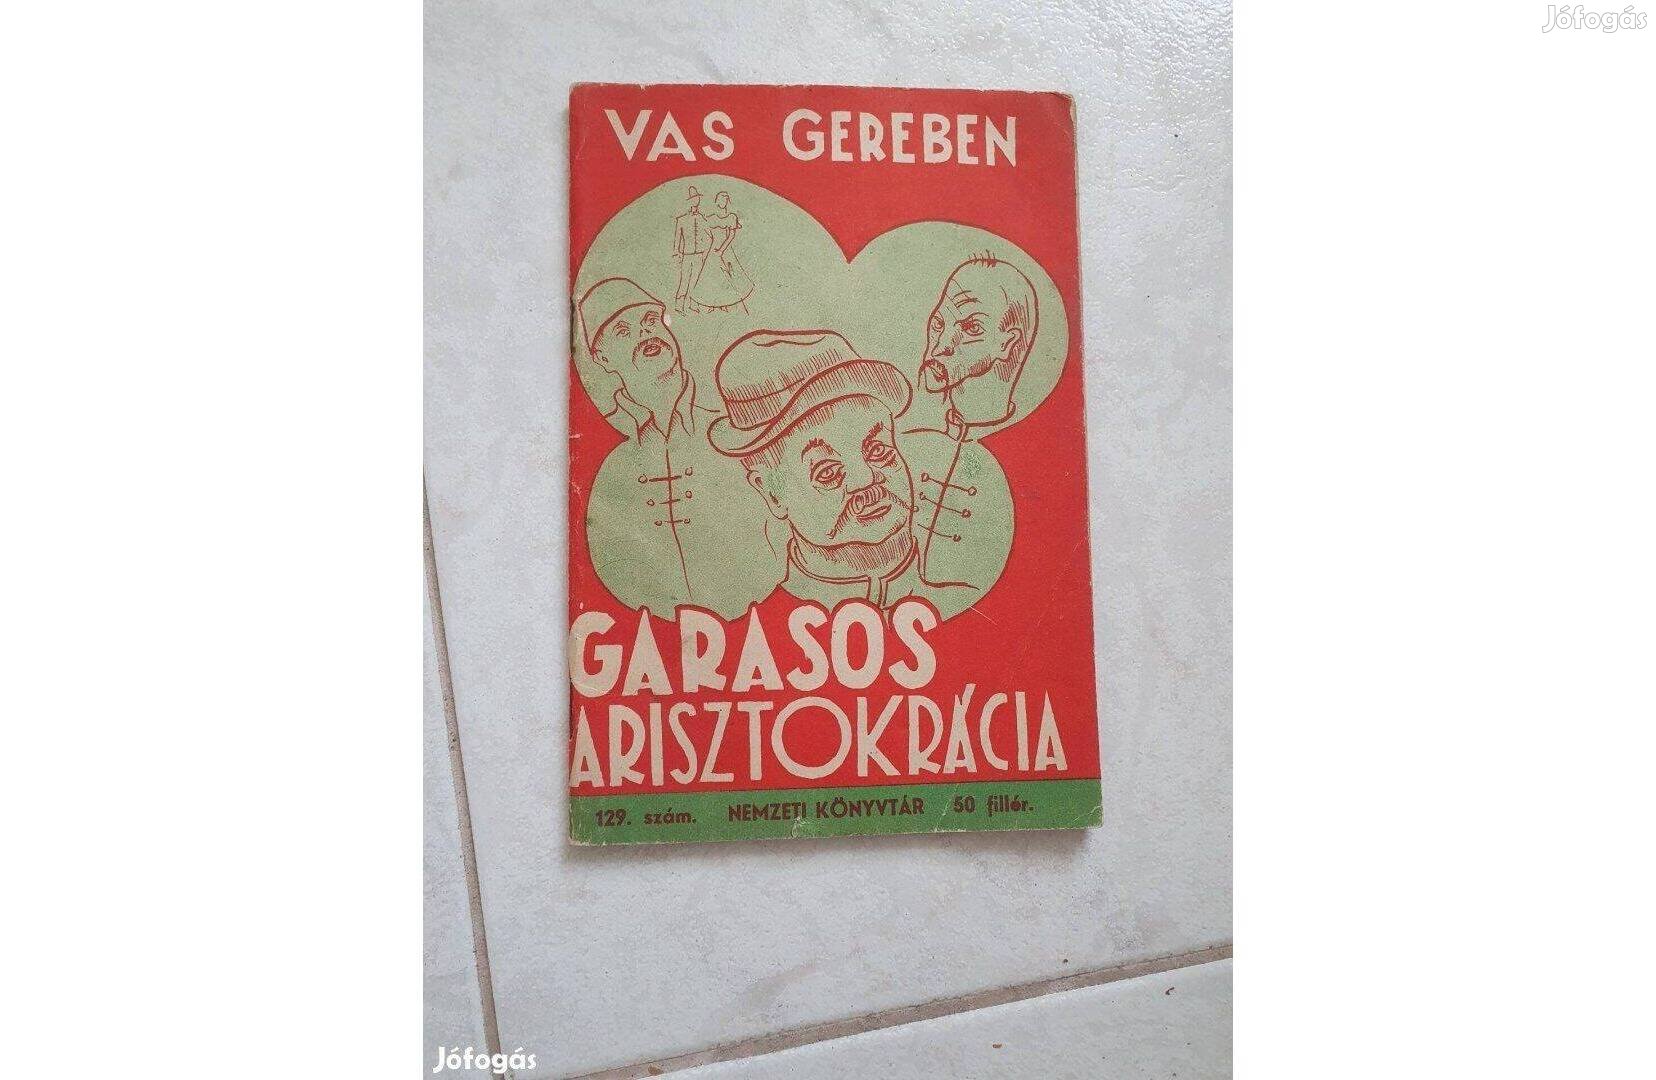 Jófogás
VAS GEREBEN
GARASOS
ARISZTOKRÁCIA
129. szám. NEMZETI KÖNYVTÁR 50 fillér.
Jófogás